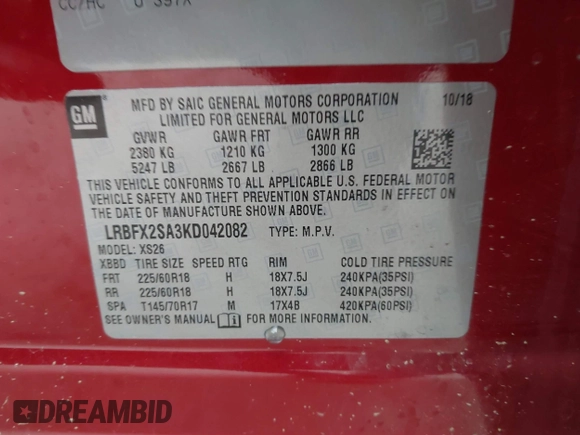 GM
MFD BY SAIC GENERAL MOTORS CORPORATION 10/18
LIMITED FOR GENERAL MOTORS LLC
GVWR GAWR FRT GAWR RR
2380 KG 1210 KG 1300 KG
5247 LB 2667 LB 2866 LB
THIS VEHICLE CONFORMS TO ALL APPLICABLE U.S. FEDERAL MOTOR
VEHICLE SAFETY AND THEFT PREVENTION STANDARDS IN EFFECT ON
THE DATE OF MANUFACTURE SHOWN ABOVE.
LRBFX2SA3KD042082 TYPE: M.P.V.
MODEL: XS26
XBBD TIRE SIZE SPEED RTG RIM COLD TIRE PRESSURE
FRT 225/60R18 H 18X7.5J 240KPA(35PSI)
RR 225/60R18 H 18X7.5J 240KPA(35PSI)
SPA T145/70R17 M 17X4B 420KPA(60PSI)
SEE OWNER'S MANUAL FOR MORE INFORMATION.
DREAMBID